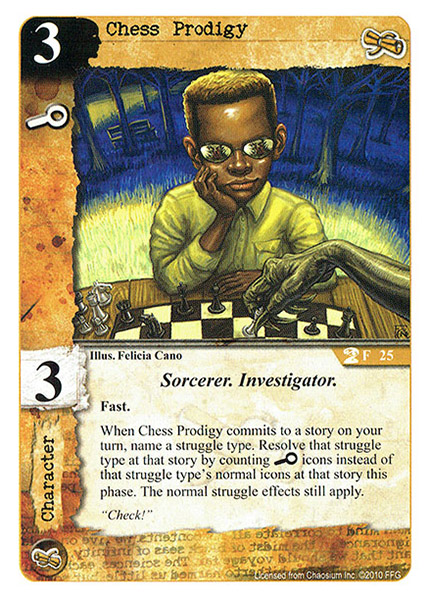 3
Chess Prodigy
Illus. Felicia Cano
F 25
3
Sorcerer. Investigator.
Fast.
When Chess Prodigy commits to a story on your
turn, name a struggle type. Resolve that struggle
type at that story by counting icons instead of
that struggle type's normal icons at that story this
phase. The normal struggle effects still apply.
"Check!"
Character
Licensed from Chaosium Inc. ©2010 FFG